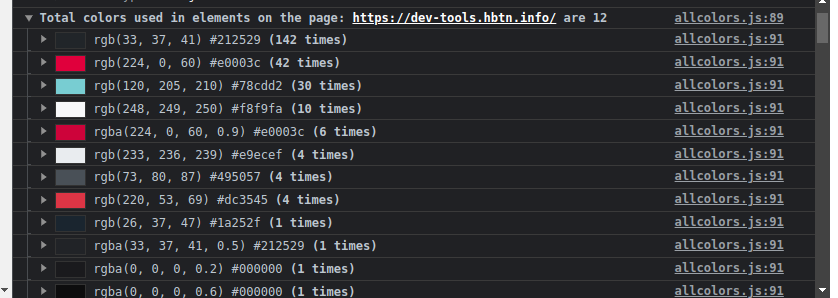 Total colors used in elements on the page: https://dev-tools.hbtn.info/ are 12 allcolors.js:89
rgb(33, 37, 41) #212529 (142 times) allcolors.js:91
rgb(224, 0, 60) #e0003c (42 times) allcolors.js:91
rgb(120, 205, 210) #78cdd2 (30 times) allcolors.js:91
rgb(248, 249, 250) #f8f9fa (10 times) allcolors.js:91
rgba(224, 0, 60, 0.9) #e0003c (6 times) allcolors.js:91
rgb(233, 236, 239) #e9ecef (4 times) allcolors.js:91
rgb(73, 80, 87) #495057 (4 times) allcolors.js:91
rgb(220, 53, 69) #dc3545 (4 times) allcolors.js:91
rgb(26, 37, 47) #1a252f (1 times) allcolors.js:91
rgba(33, 37, 41, 0.5) #212529 (1 times) allcolors.js:91
rgba(0, 0, 0, 0.2) #000000 (1 times) allcolors.js:91
rgba(0, 0, 0, 0.6) #000000 (1 times) allcolors.js:91